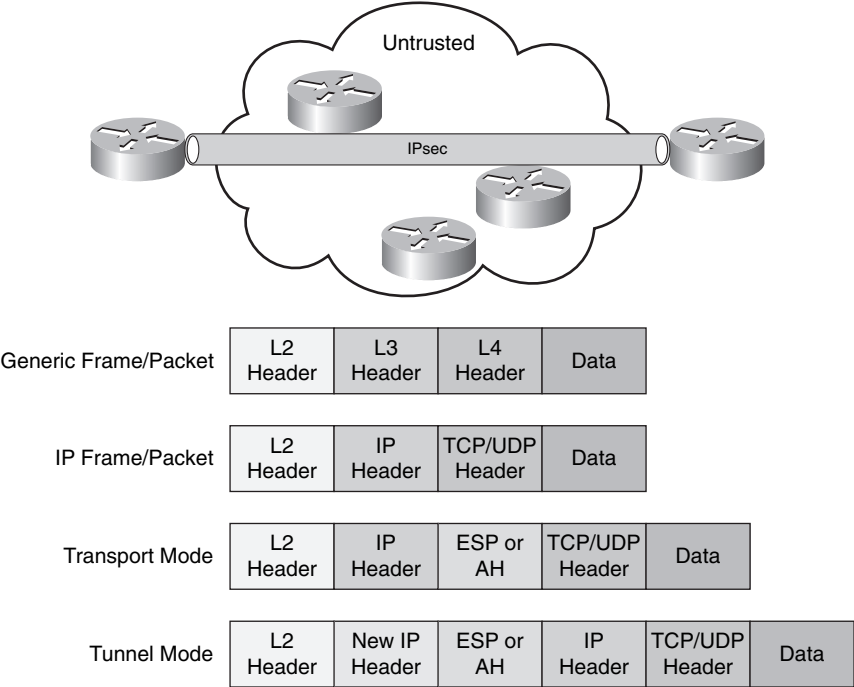 Untrusted
IPsec
Generic Frame/Packet
L2
Header
L3
Header
L4
Header
Data
IP Frame/Packet
L2
Header
IP
Header
TCP/UDP
Header
Data
Transport Mode
L2
Header
IP
Header
ESP or
AH
TCP/UDP
Header
Data
Tunnel Mode
L2
Header
New IP
Header
ESP or
AH
IP
Header
TCP/UDP
Header
Data